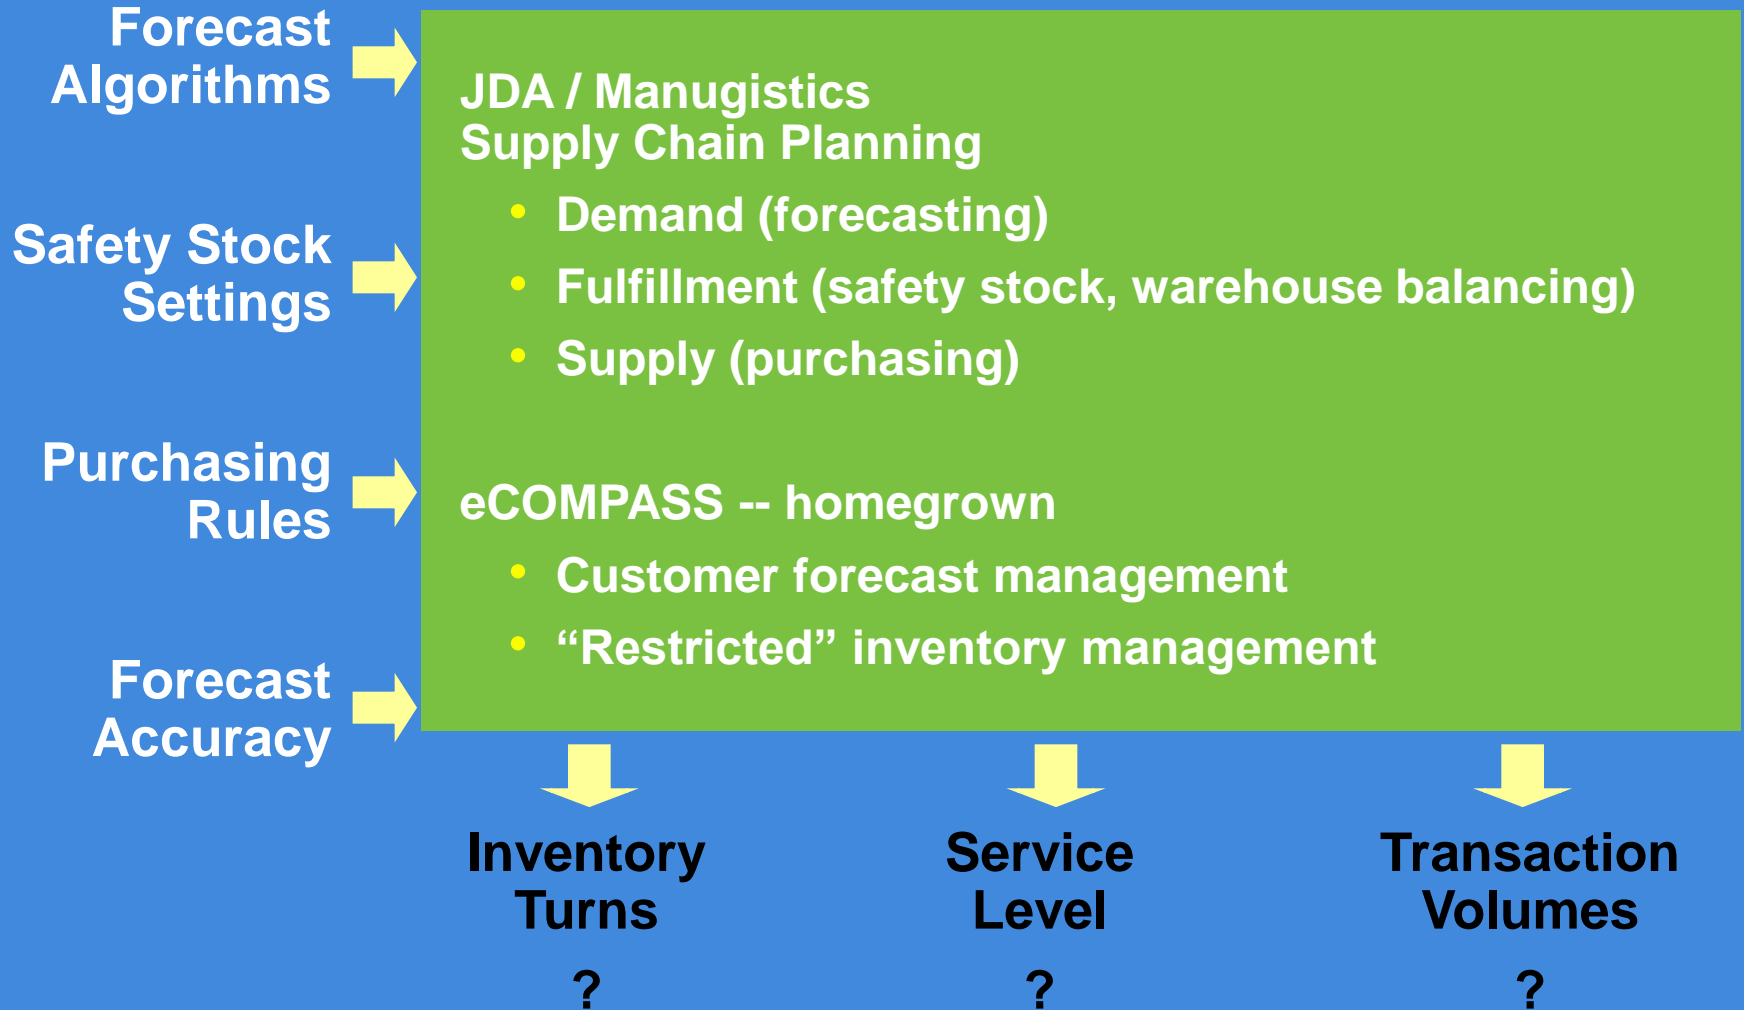 Forecast
Algorithms
JDA / Manugistics
Supply Chain Planning
• Demand (forecasting)
Safety Stock
Settings
• Fulfillment (safety stock, warehouse balancing)
• Supply (purchasing)
Purchasing
Rules
eCOMPASS -- homegrown
• Customer forecast management
• “Restricted” inventory management
Forecast
Accuracy
Inventory
Turns
?
Service
Level
?
Transaction
Volumes
?